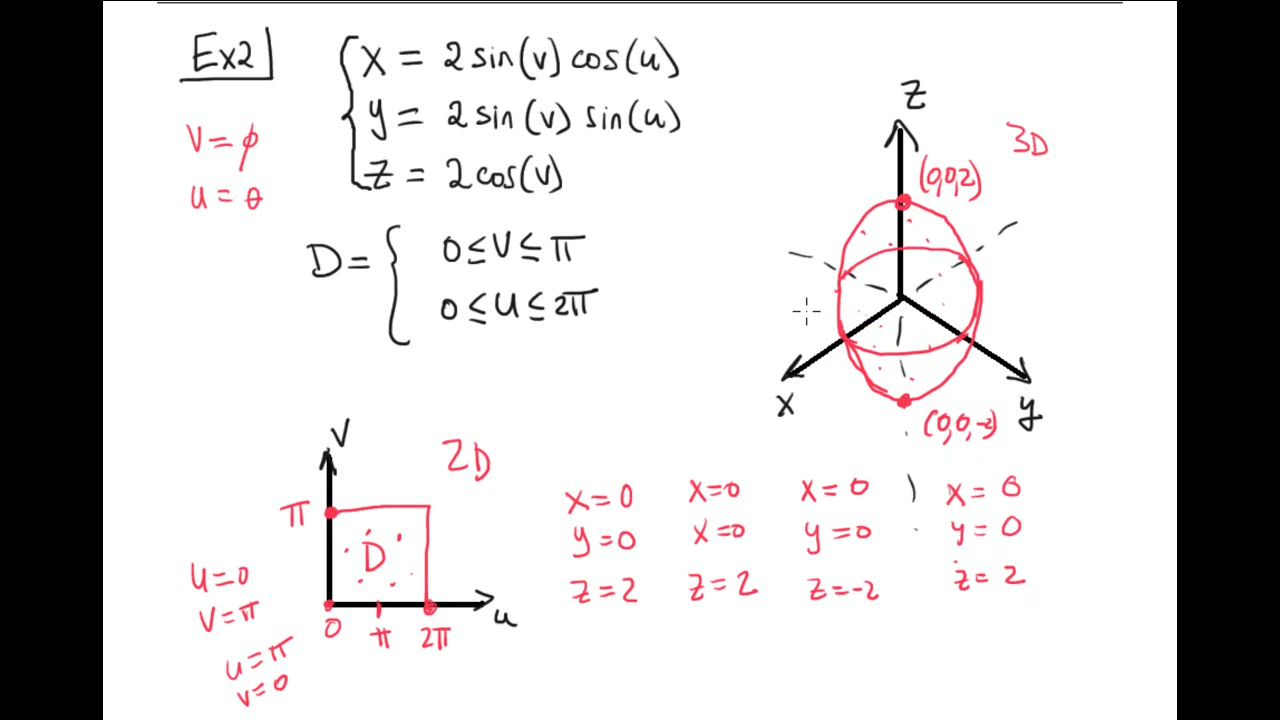 Ex2
x = 2 sin(v) cos(u)
y = 2 sin(v) sin(u)
z = 2 cos(v)
v = φ
u = θ
D = { 0 ≤ v ≤ π
0 ≤ u ≤ 2π
z
3D
(0,0,2)
x
y
(0,0,-2)
v
2D
π
D
0
π
2π
u
u=0
v=π
u=π
v=0
x=0 x=0 x=0 x=0
y=0 x=0 y=0 y=0
z=2 z=2 z=-2 z=2